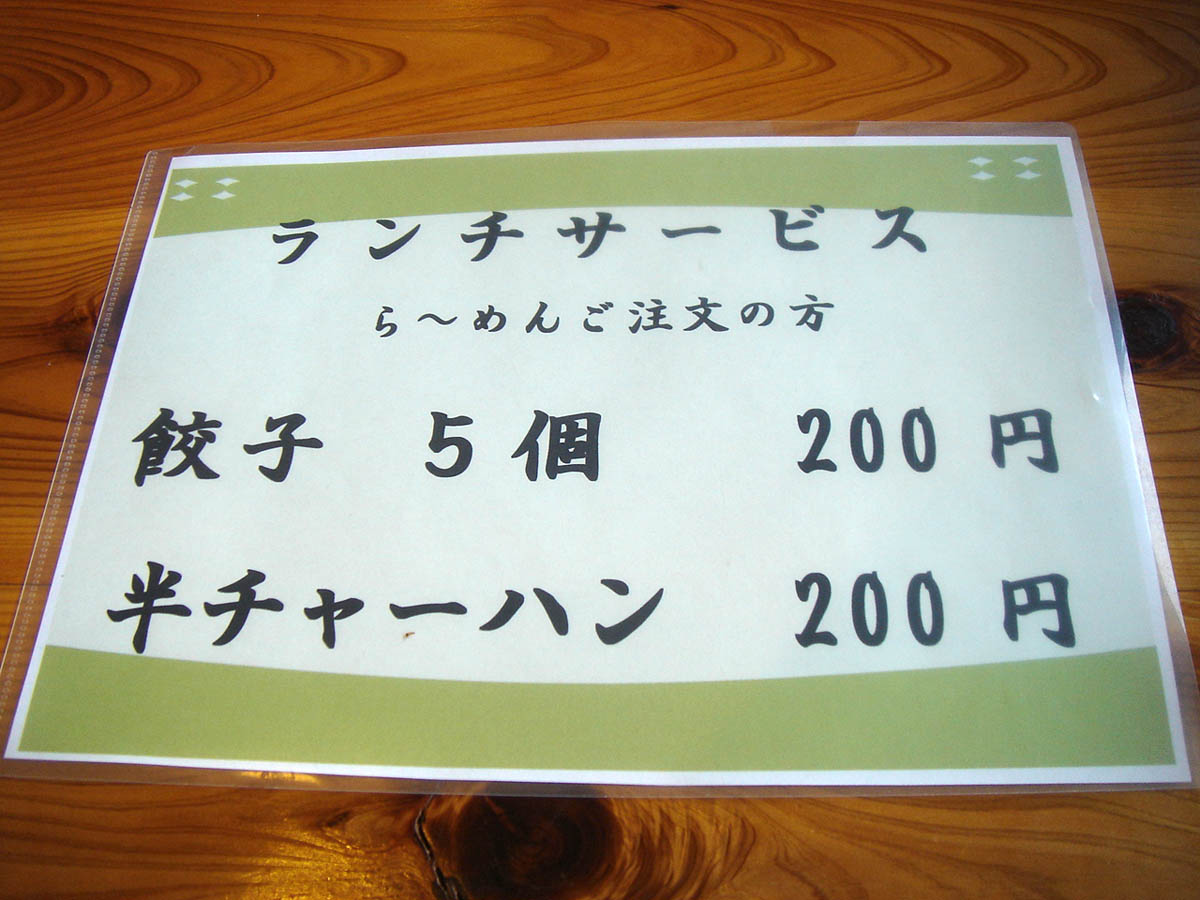 ランチサービス
ら～めんご注文の方
餃子 5個 200円
半チャーハン 200円